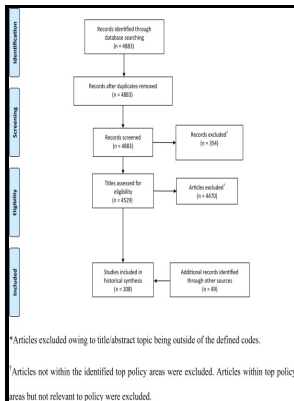 Identification
Records identified through
database searching
(n = 4883)
Records after duplicates removed
(n = 4883)
Screening
Records screened
(n = 4883)
Records excluded*
(n = 354)
Eligibility
Titles assessed for
eligibility
(n = 4529)
Articles excluded†
(n = 4470)
Included
Studies included in
historical synthesis
(n = 108)
Additional records identified
through other sources
(n = 49)
*Articles excluded owing to title/abstract topic being outside of the defined codes.
†Articles not within the identified top policy areas were excluded. Articles within top policy
areas but not relevant to policy were excluded.